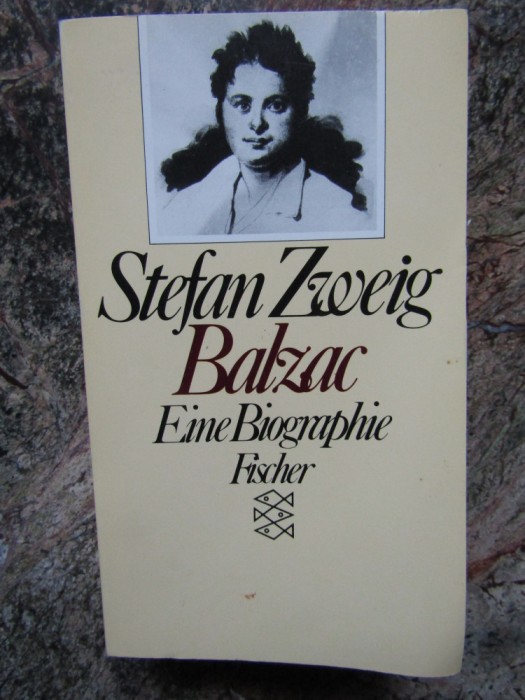 Stefan Zweig
Balzac
Eine Biographie
Fischer